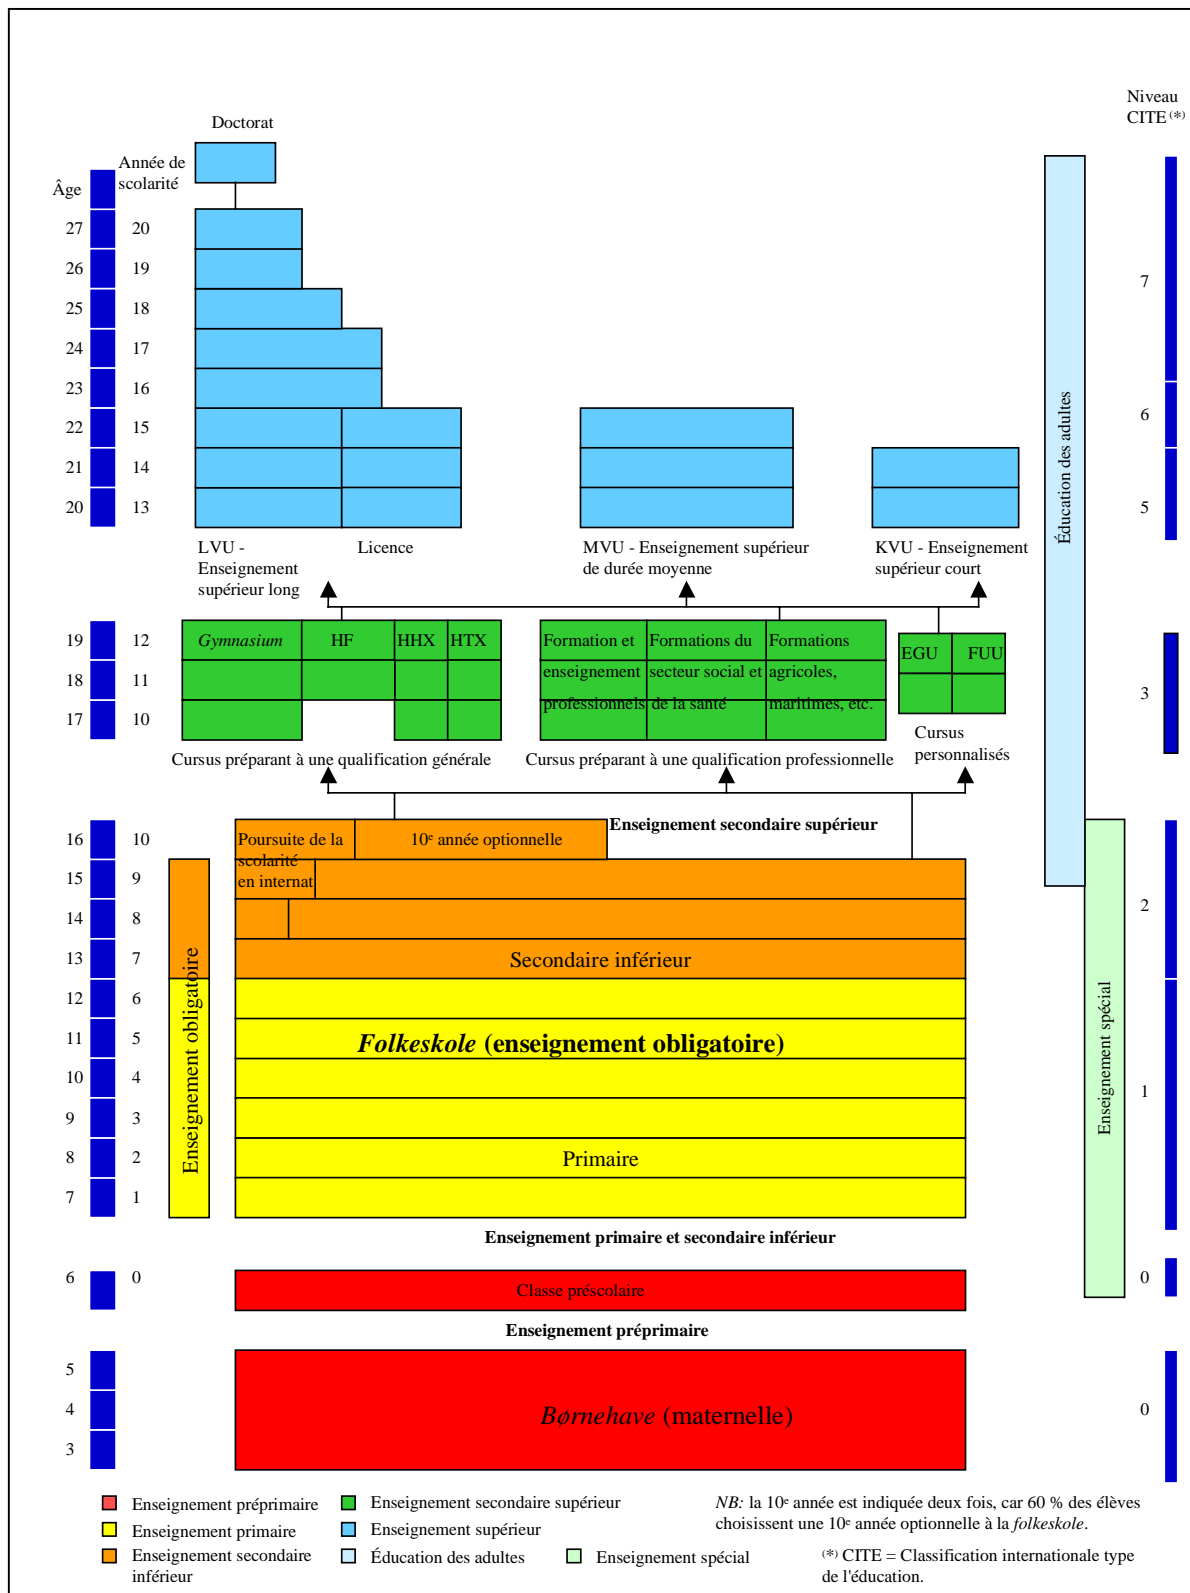 Niveau
CITE (*)
Doctorat
Année de
scolarité
Âge
27 20
26 19
25 18
7
24 17
23 16
22 15
6
21 14
20 13
5
Éducation des adultes
LVU -
Enseignement
supérieur long
Licence
MVU - Enseignement supérieur
de durée moyenne
KVU - Enseignement
supérieur court
19 12
Gymnasium
HF
HHX
HTX
Formation et
enseignement
professionnels
Formations du
secteur social et
de la santé
Formations
agricoles,
maritimes, etc.
EGU
FUU
18 11
17 10
3
Cursus préparant à une qualification générale
Cursus préparant à une qualification professionnelle
Cursus
personnalisés
Enseignement secondaire supérieur
16 10
Poursuite de la
scolarité
en internat
10e année optionnelle
15 9
14 8
2
13 7
Secondaire inférieur
12 6
11 5
Folkeskole (enseignement obligatoire)
10 4
1
9 3
8 2
Primaire
7 1
Enseignement obligatoire
Enseignement spécial
Enseignement primaire et secondaire inférieur
6 0
Classe préscolaire
0
Enseignement préprimaire
5
4
Børnehave (maternelle)
0
3
Enseignement préprimaire
Enseignement primaire
Enseignement secondaire
inférieur
Enseignement secondaire supérieur
Enseignement supérieur
Éducation des adultes
Enseignement spécial
NB: la 10e année est indiquée deux fois, car 60 % des élèves
choisissent une 10e année optionnelle à la folkeskole.
(*) CITE = Classification internationale type
de l'éducation.